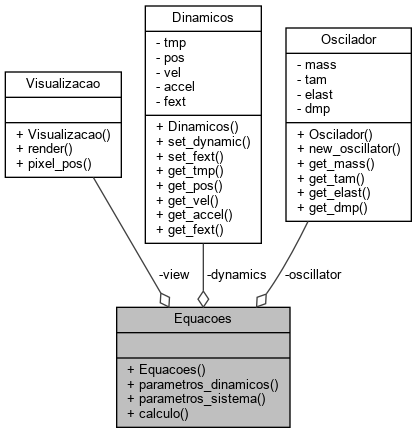 Visualizacao
+ Visualizacao()
+ render()
+ pixel_pos()
Dinamicos
- tmp
- pos
- vel
- accel
- fext
+ Dinamicos()
+ set_dynamic()
+ set_fext()
+ get_tmp()
+ get_pos()
+ get_vel()
+ get_accel()
+ get_fext()
Oscilador
- mass
- tam
- elast
- dmp
+ Oscilador()
+ new_oscillator()
+ get_mass()
+ get_tam()
+ get_elast()
+ get_dmp()
-view
-dynamics
-oscillator
Equacoes
+ Equacoes()
+ parametros_dinamicos()
+ parametros_sistema()
+ calculo()